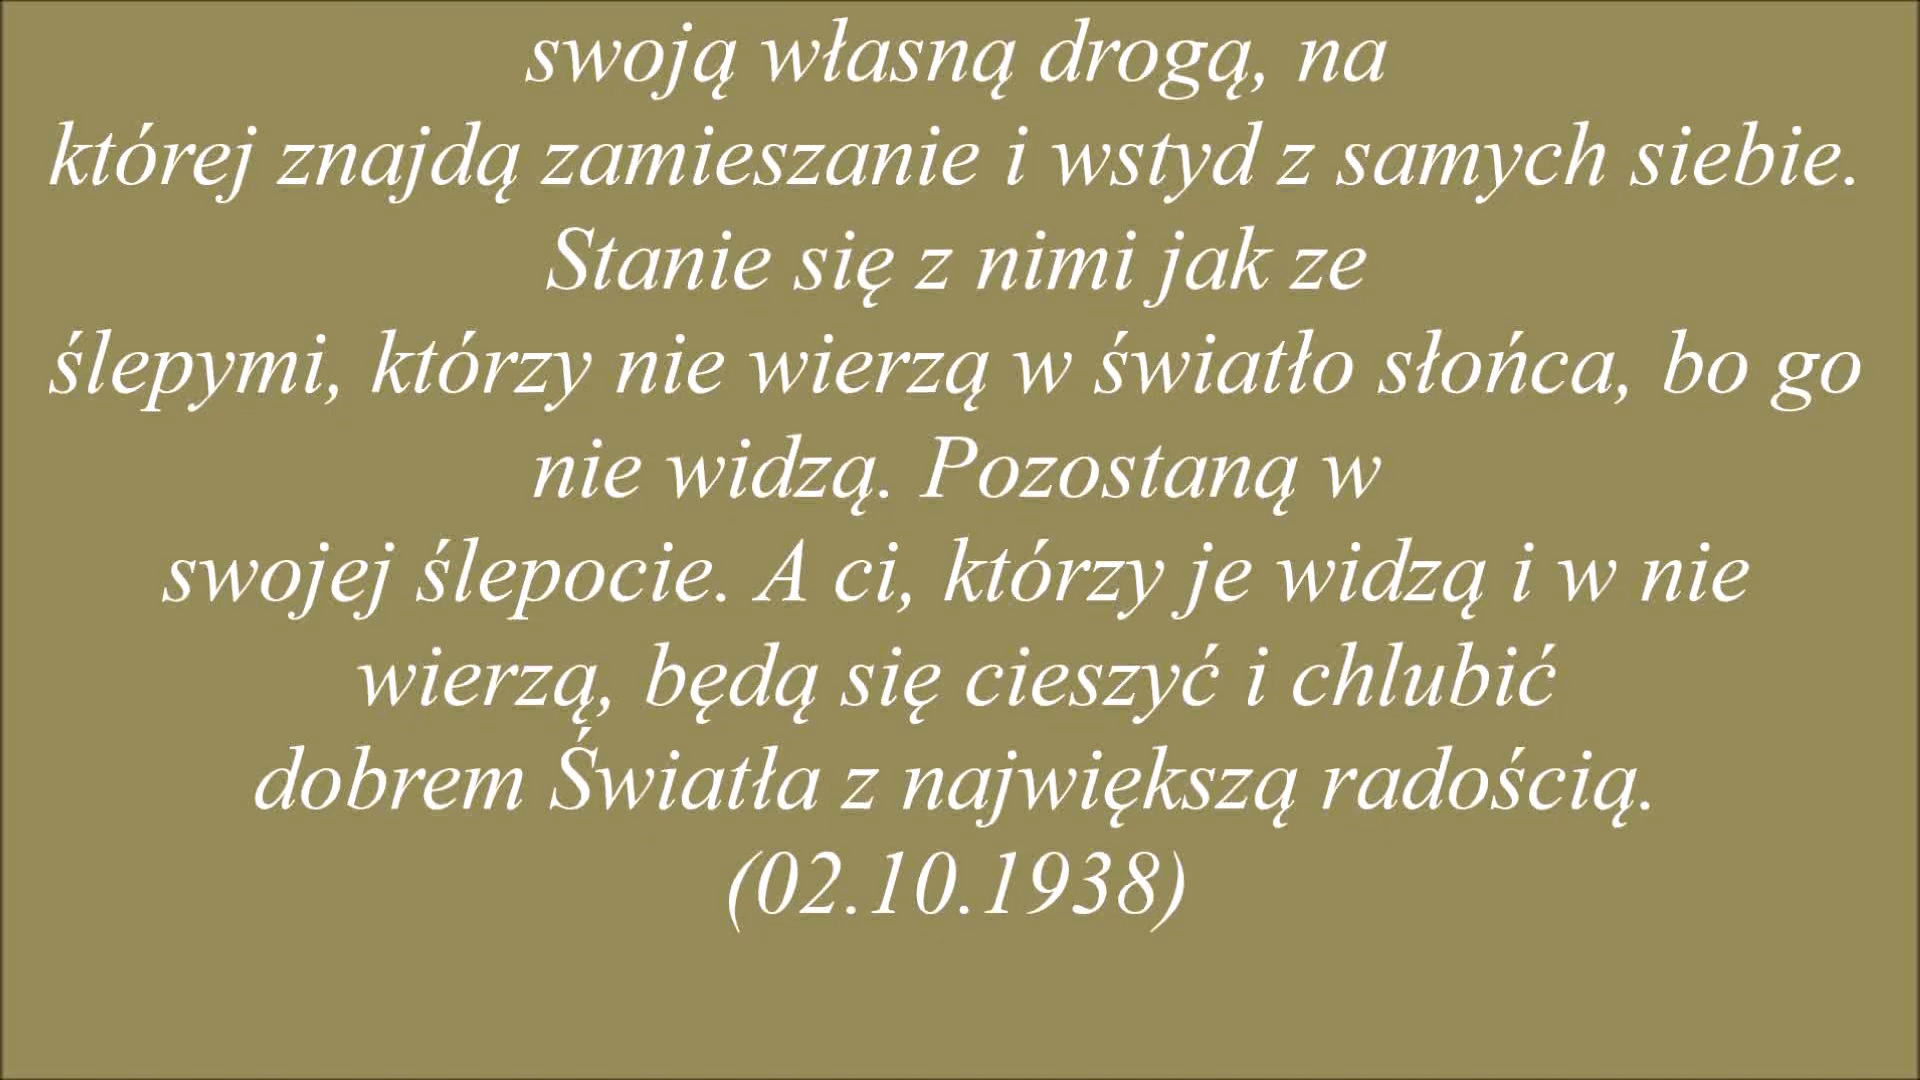 swoją własną drogą, na
której znajdą zamieszanie i wstyd z samych siebie.
Stanie się z nimi jak ze
ślepymi, którzy nie wierzą w światło słońca, bo go
nie widzą. Pozostaną w
swojej ślepocie. A ci, którzy je widzą i w nie
wierzą, będą się cieszyć i chlubić
dobrem Światła z największą radością.
(02.10.1938)